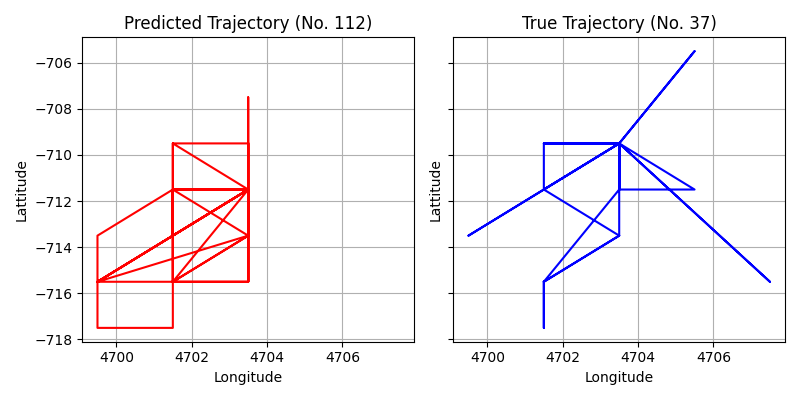 Predicted Trajectory (No. 112)
−706
−708
−710
−712
−714
−716
−718
Lattitude
4700 4702 4704 4706
Longitude
True Trajectory (No. 37)
Lattitude
4700 4702 4704 4706
Longitude